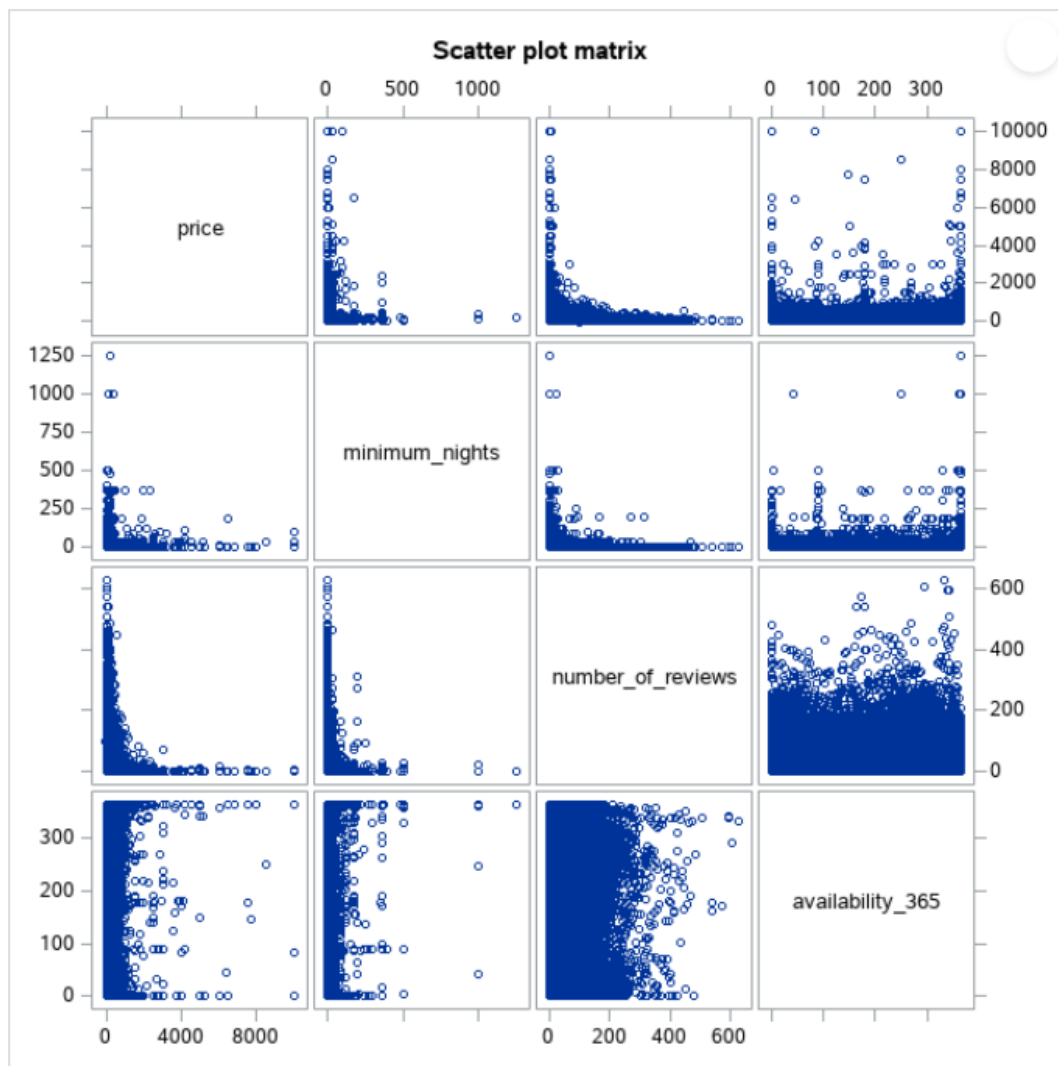 Scatter plot matrix
0 500 1000
0 100 200 300
10000
8000
price
6000
4000
2000
0
1250
1000
750
minimum_nights
500
250
0
600
400
number_of_reviews
200
0
300
200
availability_365
100
0
0 4000 8000
0 200 400 600